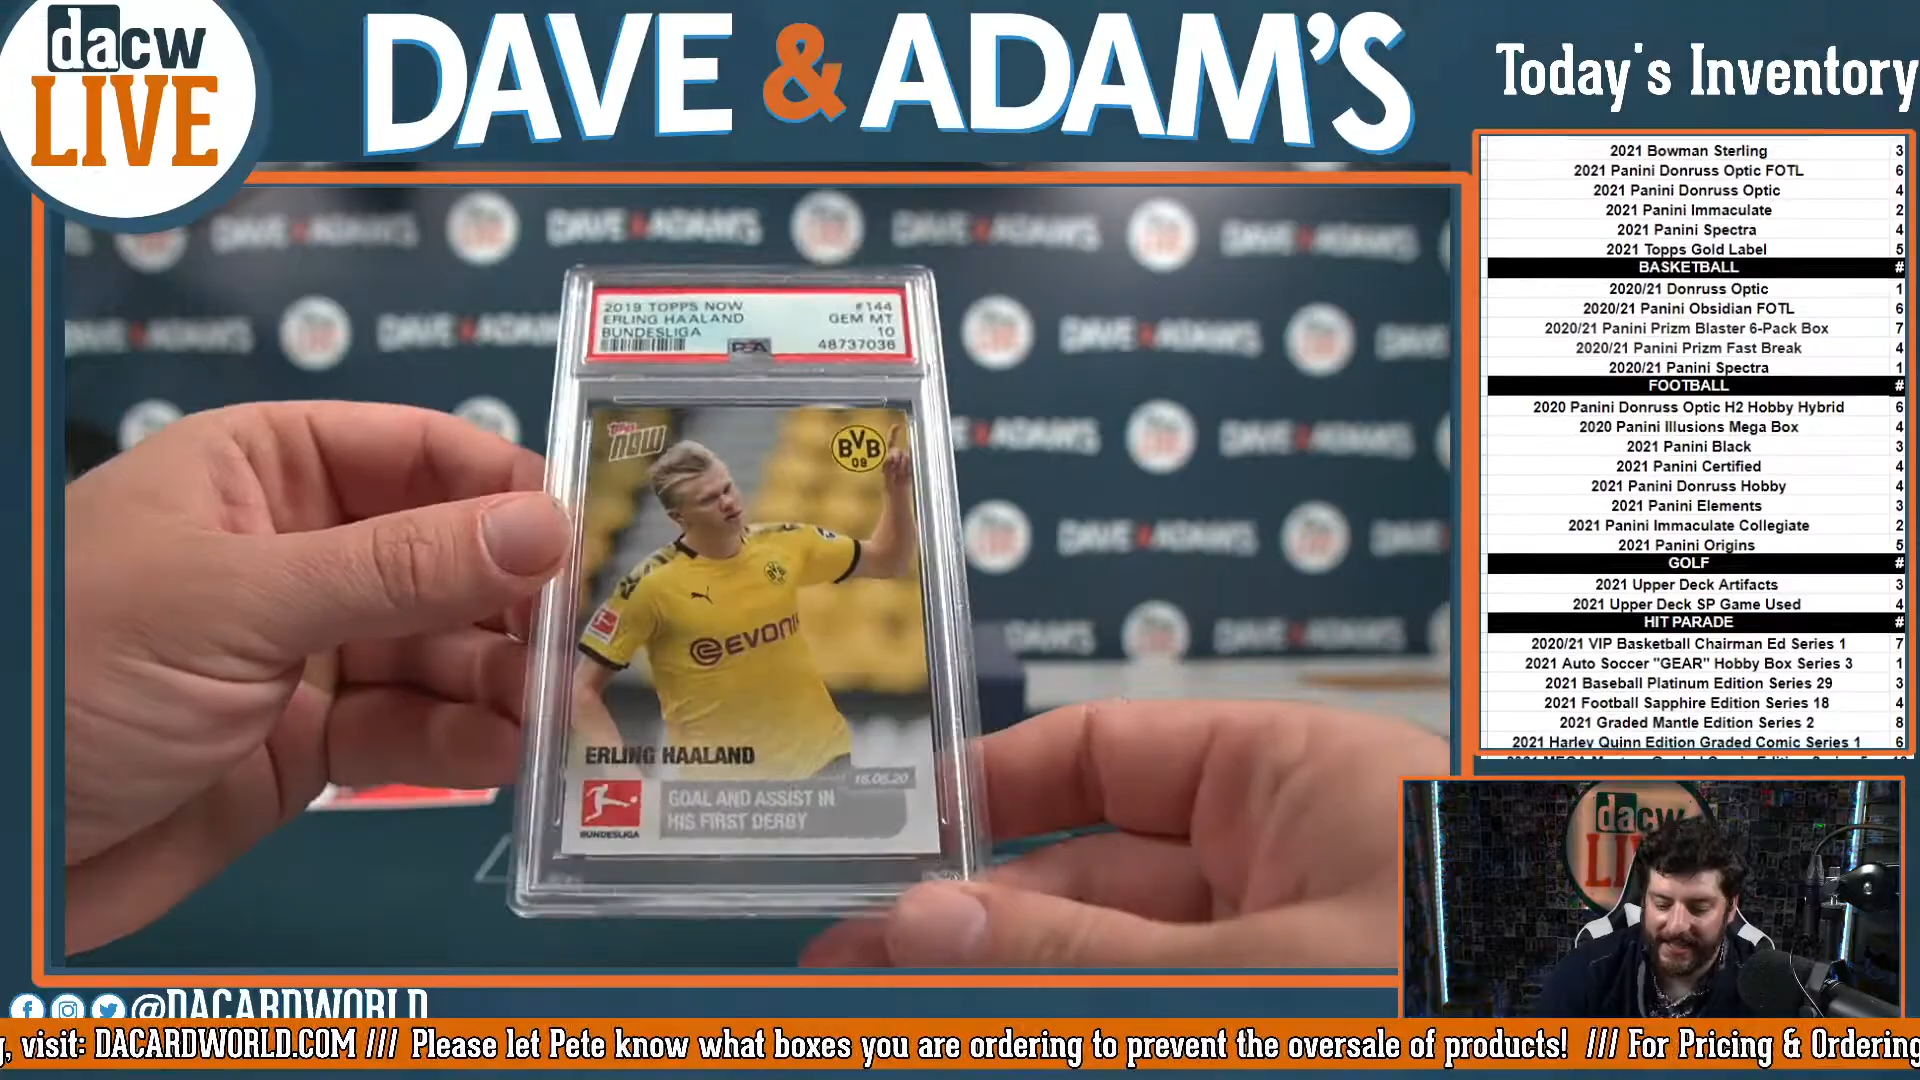 dacw
LIVE
DAVE & ADAM'S
Today's Inventory
2021 Bowman Sterling 3
2021 Panini Donruss Optic FOTL 6
2021 Panini Donruss Optic 4
2021 Panini Immaculate 2
2021 Panini Spectra 4
2021 Topps Gold Label 5
BASKETBALL #
2020/21 Donruss Optic 1
2020/21 Panini Obsidian FOTL 6
2020/21 Panini Prizm Blaster 6-Pack Box 7
2020/21 Panini Prizm Fast Break 4
2020/21 Panini Spectra 1
FOOTBALL #
2020 Panini Donruss Optic H2 Hobby Hybrid 6
2020 Panini Illusions Mega Box 4
2021 Panini Black 3
2021 Panini Certified 4
2021 Panini Donruss Hobby 4
2021 Panini Elements 3
2021 Panini Immaculate Collegiate 2
2021 Panini Origins 5
GOLF #
2021 Upper Deck Artifacts 3
2021 Upper Deck SP Game Used 4
HIT PARADE #
2020/21 VIP Basketball Chairman Ed Series 1 7
2021 Auto Soccer "GEAR" Hobby Box Series 3 1
2021 Baseball Platinum Edition Series 29 3
2021 Football Sapphire Edition Series 18 4
2021 Graded Mantle Edition Series 2 8
2021 Harley Quinn Edition Graded Comic Series 1 6
DAVE & ADAM'S
2019 TOPPS NOW #144
ERLING HAALAND GEM MT
BUNDESLIGA 10
PSA 48737036
TOPPS NOW
BVB 09
EVONIK
ERLING HAALAND
16.05.20
GOAL AND ASSIST IN
HIS FIRST DERBY
BUNDESLIGA
dacw
LI
@DACARDWORLD
, visit: DACARDWORLD.COM /// Please let Pete know what boxes you are ordering to prevent the oversale of products! /// For Pricing & Ordering